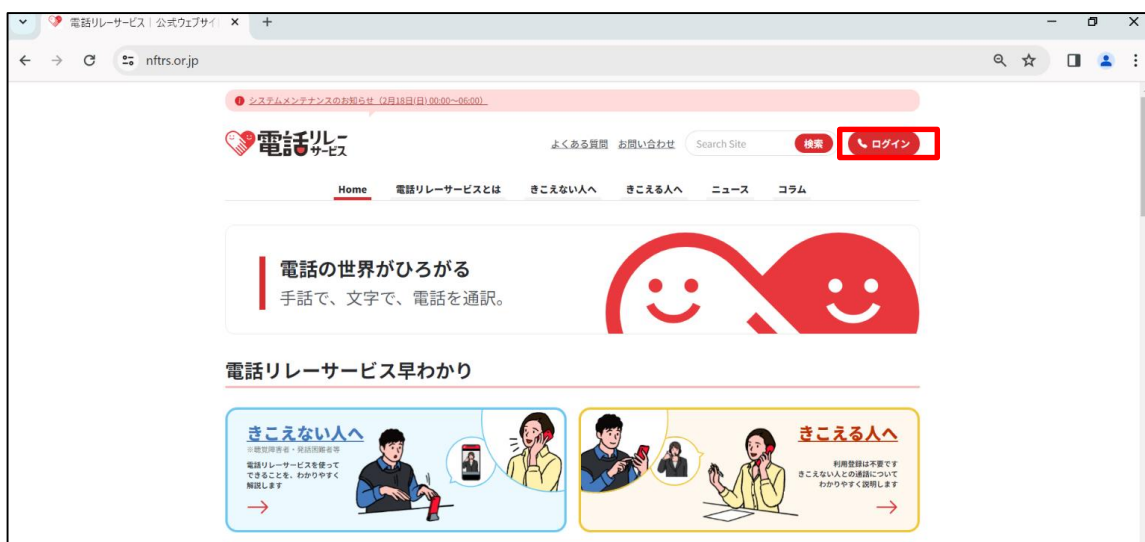 電話リレーサービス｜公式ウェブサイ
nftrs.or.jp
システムメンテナンスのお知らせ（2月18日(日) 00:00～06:00）
電話リレーサービス
よくある質問 お問い合わせ Search Site 検索 ログイン
Home 電話リレーサービスとは きこえない人へ きこえる人へ ニュース コラム
電話の世界がひろがる
手話で、文字で、電話を通訳。
電話リレーサービス早わかり
きこえない人へ
※聴覚障害者・発話困難者等
電話リレーサービスを使って
できることを、わかりやすく
解説します
きこえる人へ
利用登録は不要です
きこえない人との通話について
わかりやすく説明します